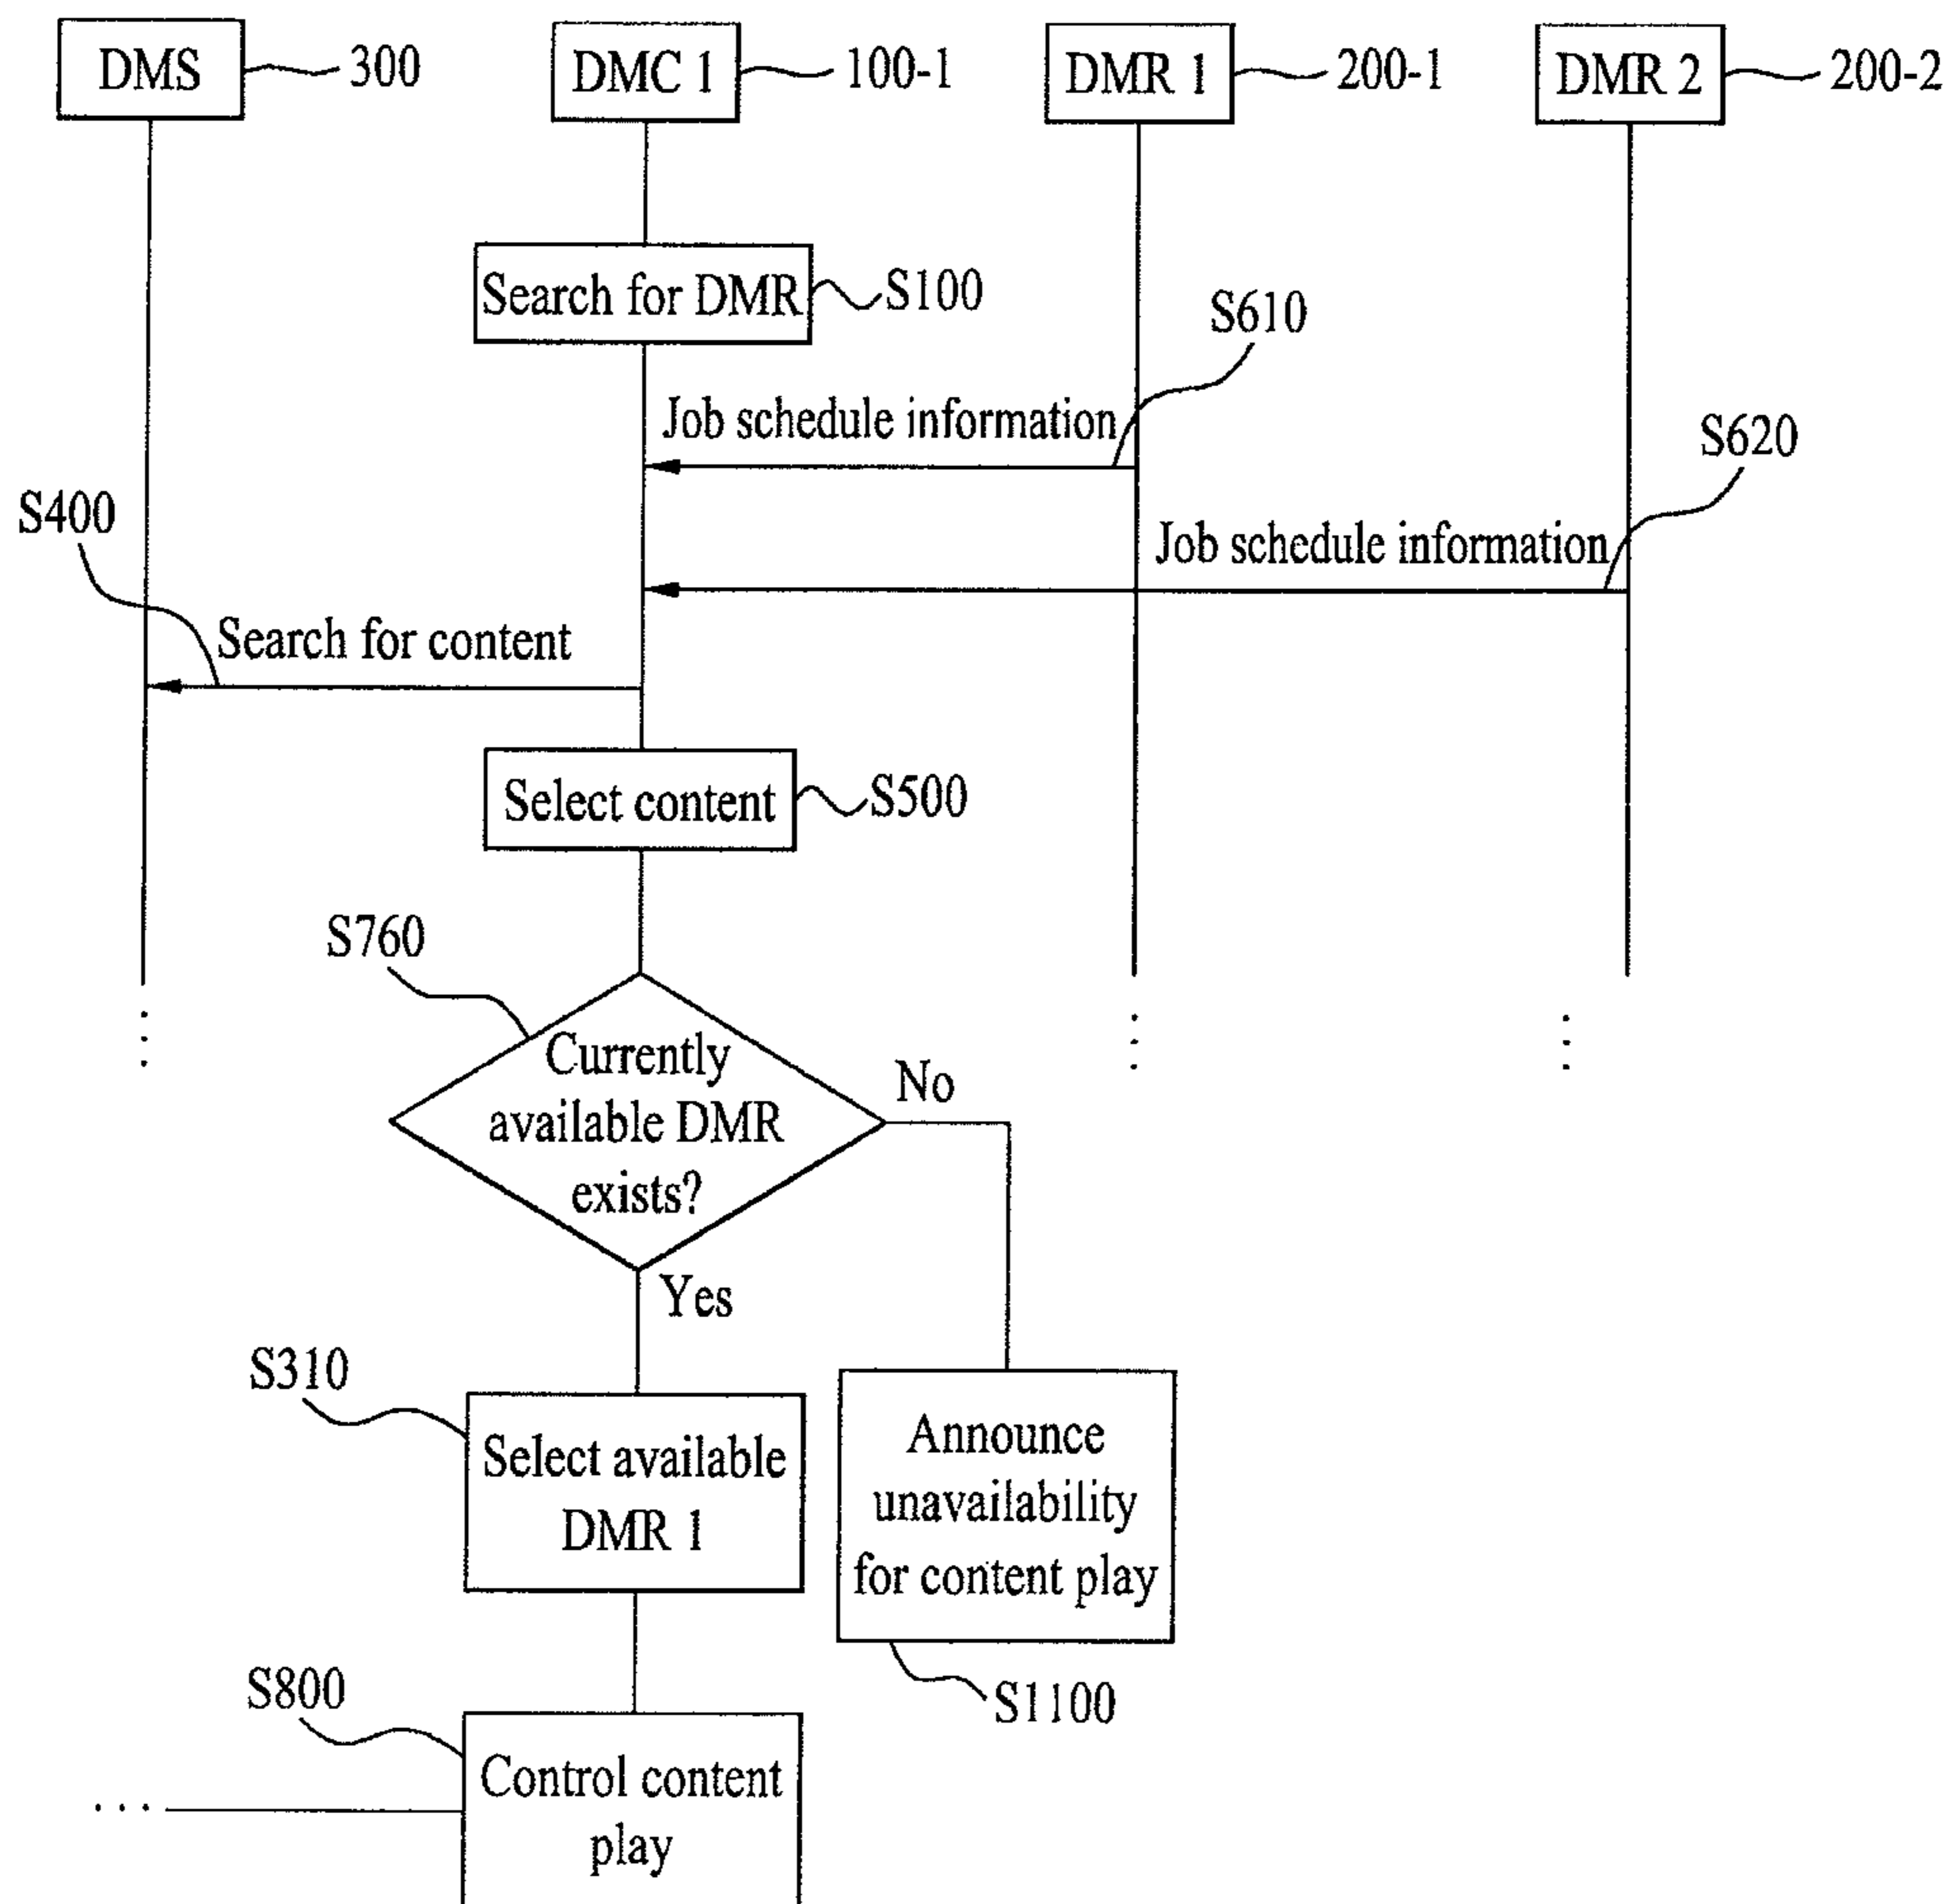 DMS 300 DMC 1 100-1 DMR 1 200-1 DMR 2 200-2
Search for DMR S100
S610
Job schedule information
S620
S400
Job schedule information
Search for content
Select content S500
S760
Currently
available DMR
exists?
No
Yes
S310
Select available
DMR 1
Announce
unavailability
for content play
S800
S1100
Control content
play